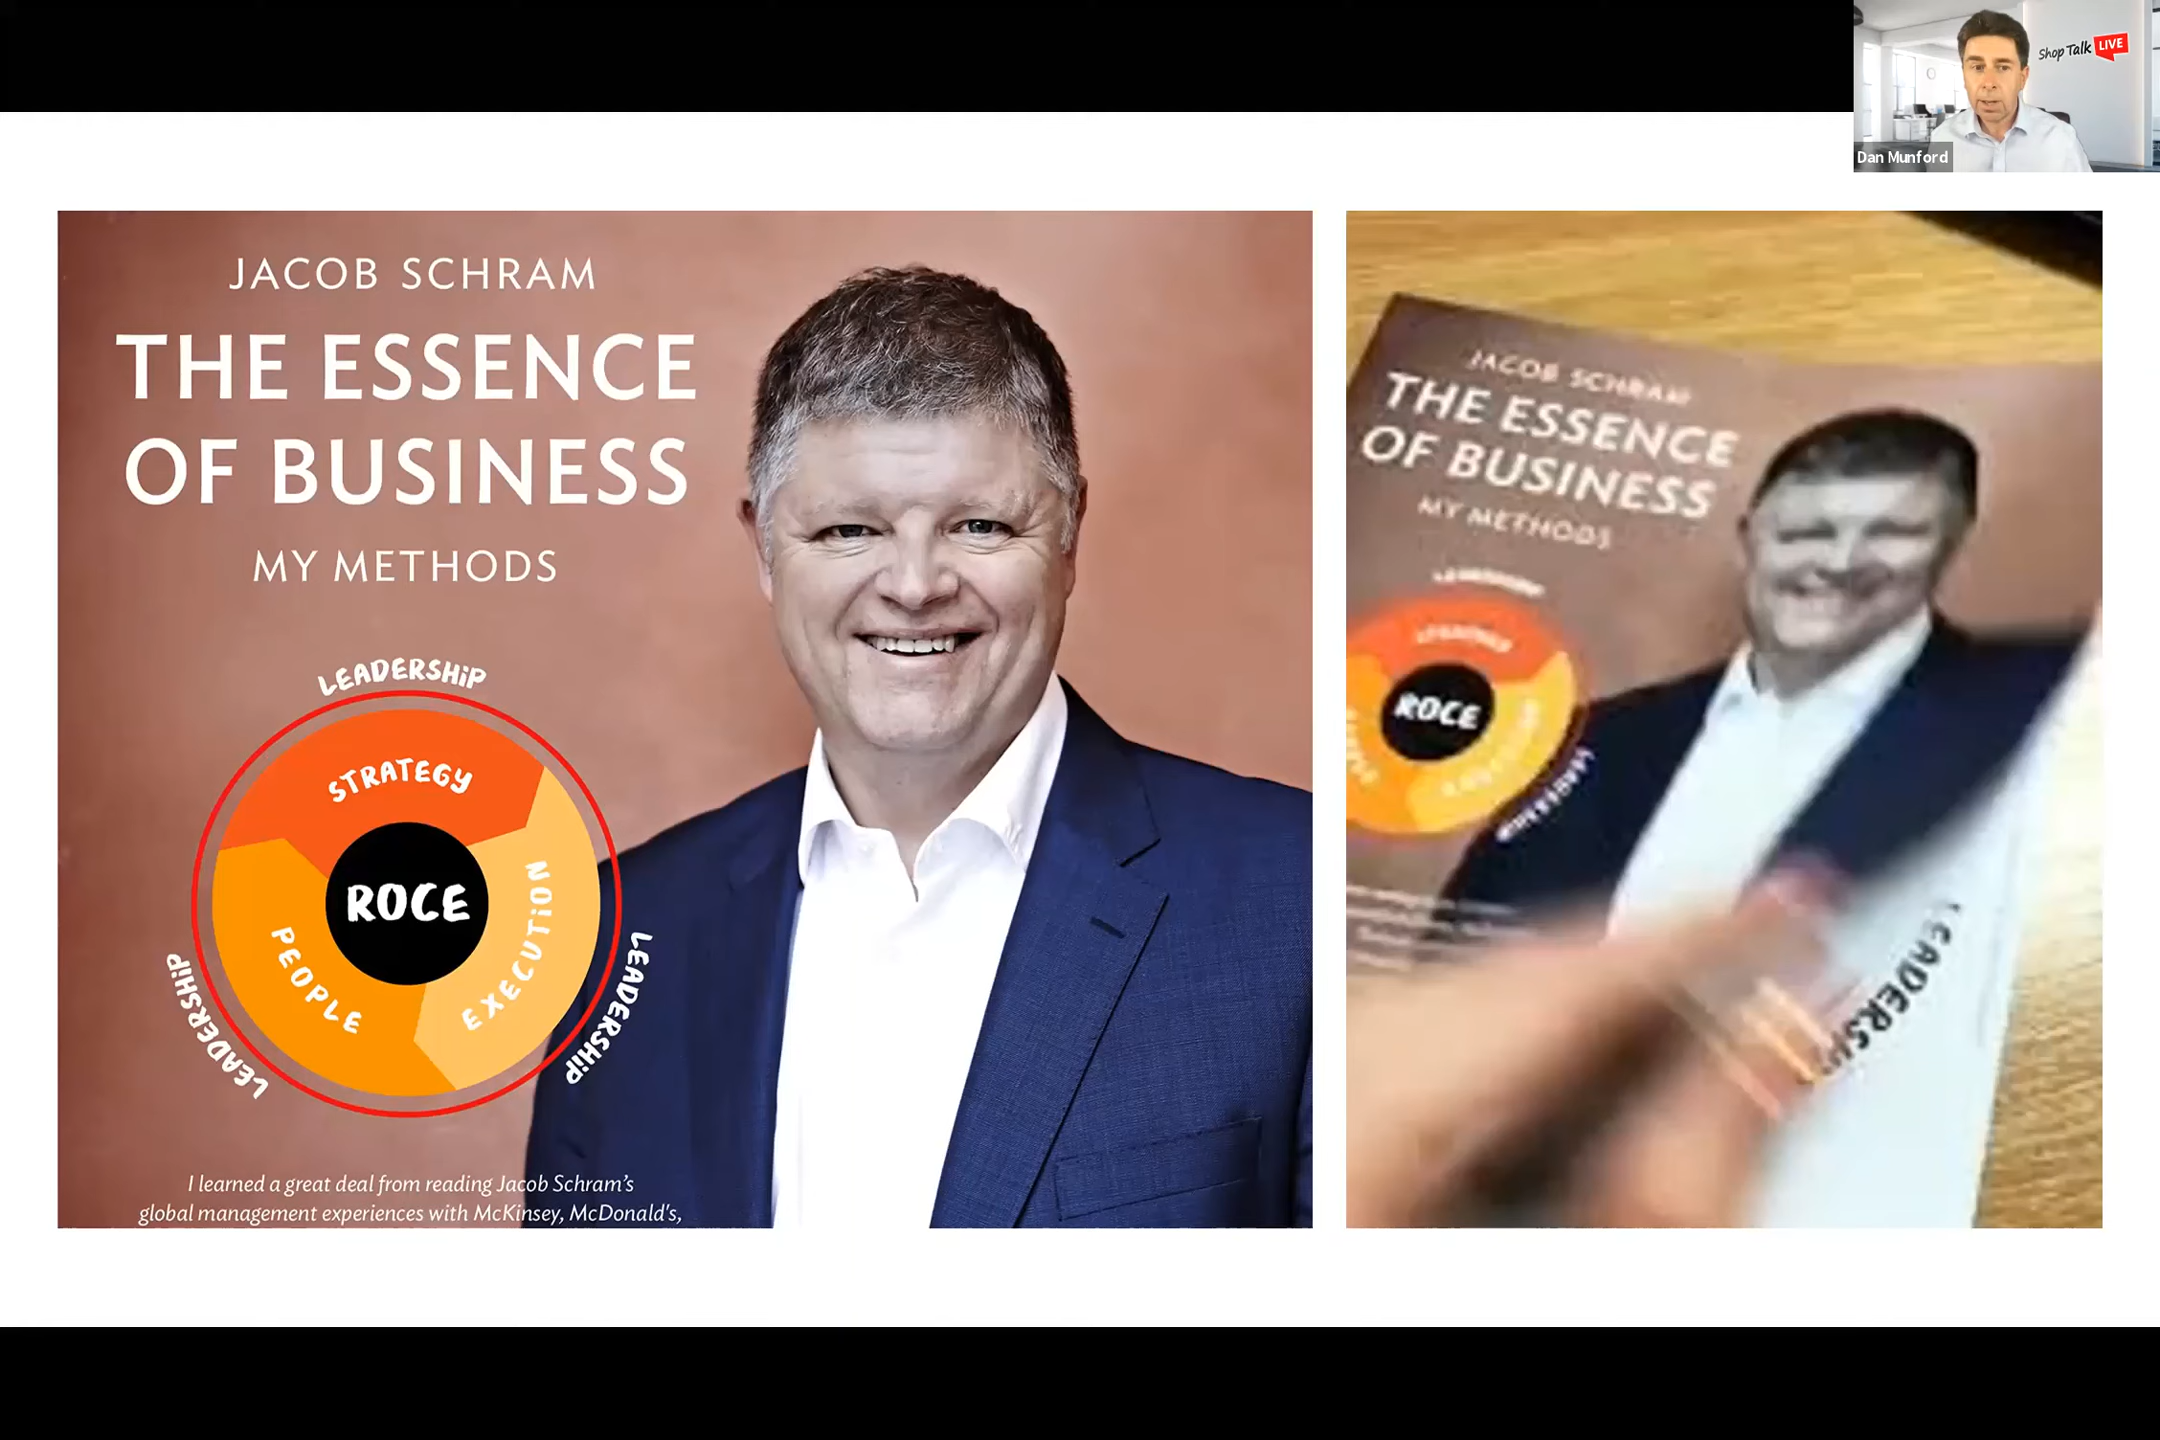 Shop Talk LIVE
Dan Munford
JACOB SCHRAM
THE ESSENCE
OF BUSINESS
MY METHODS
LEADERSHiP
STRATEGY
ROCE
PEOPLE
EXECUTiON
LEADERSHiP
LEADERSHiP
I learned a great deal from reading Jacob Schram's
global management experiences with McKinsey, McDonald's,
JACOB SCHRAM
THE ESSENCE
OF BUSINESS
MY METHODS
LEADERSHIP
STRATEGY
ROCE
LEADERSHIP